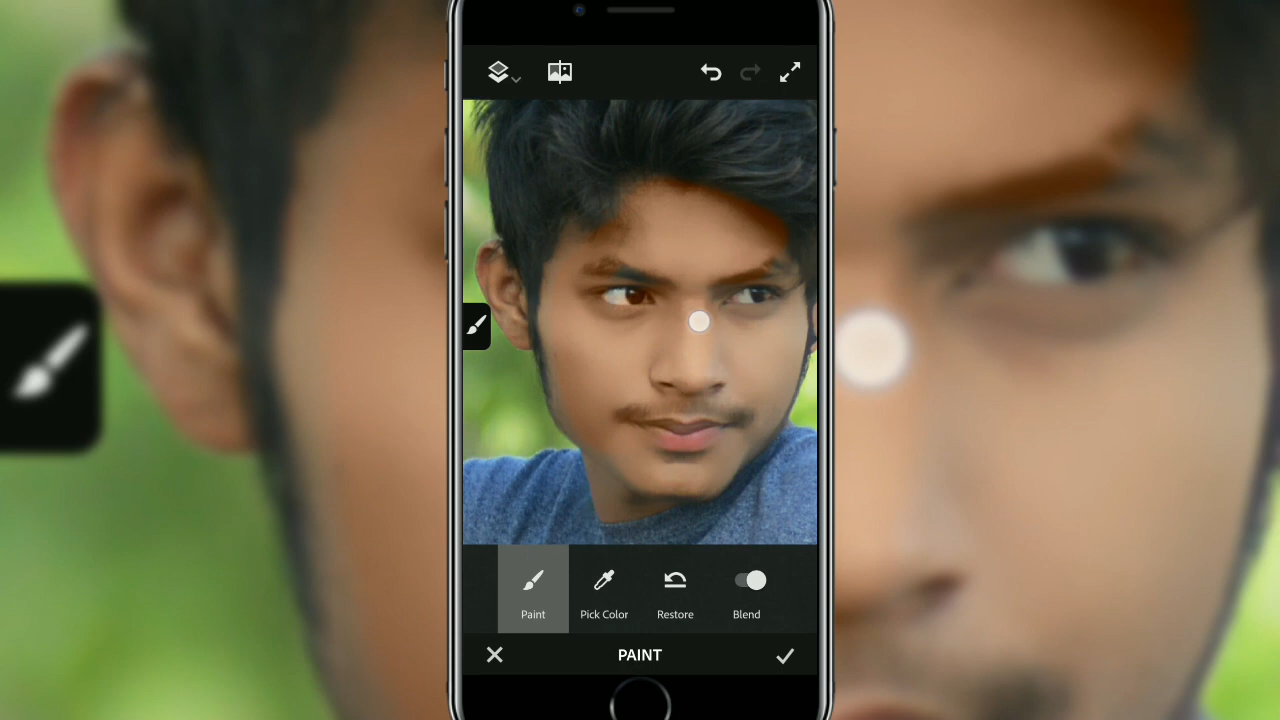 Paint
Pick Color
Restore
Blend
PAINT